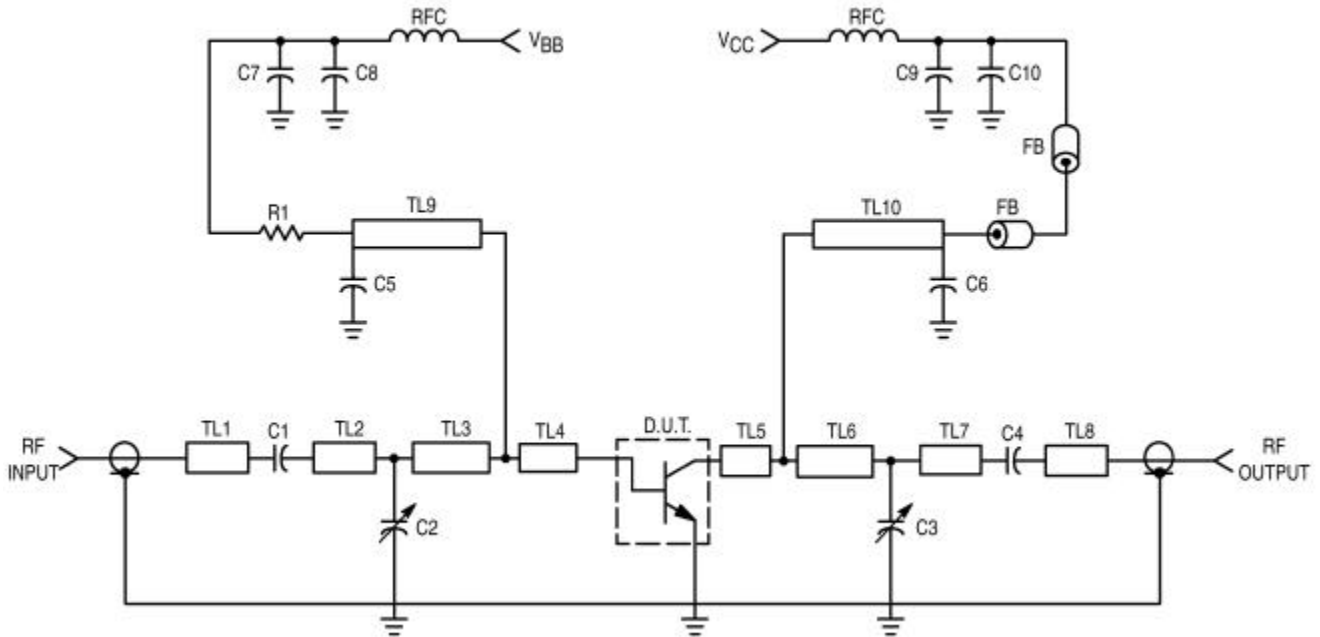 RFC
V_BB
C7
C8
V_CC
RFC
C9
C10
FB
R1
TL9
C5
TL10
FB
C6
RF
INPUT
TL1
C1
TL2
TL3
TL4
D.U.T.
TL5
TL6
TL7
C4
TL8
RF
OUTPUT
C2
C3